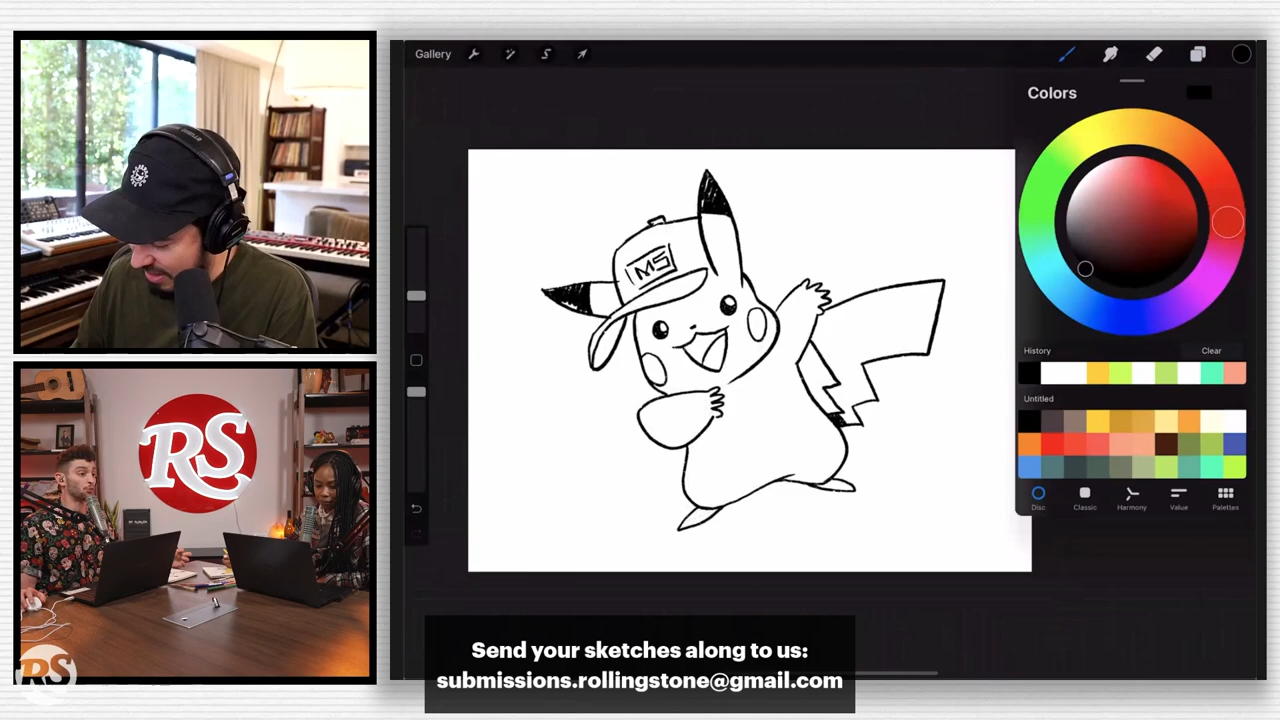 Gallery
Colors
MS
History
Clear
Untitled
Disc
Classic
Harmony
Value
Palettes
RS
RS
Send your sketches along to us:
submissions.rollingstone@gmail.com